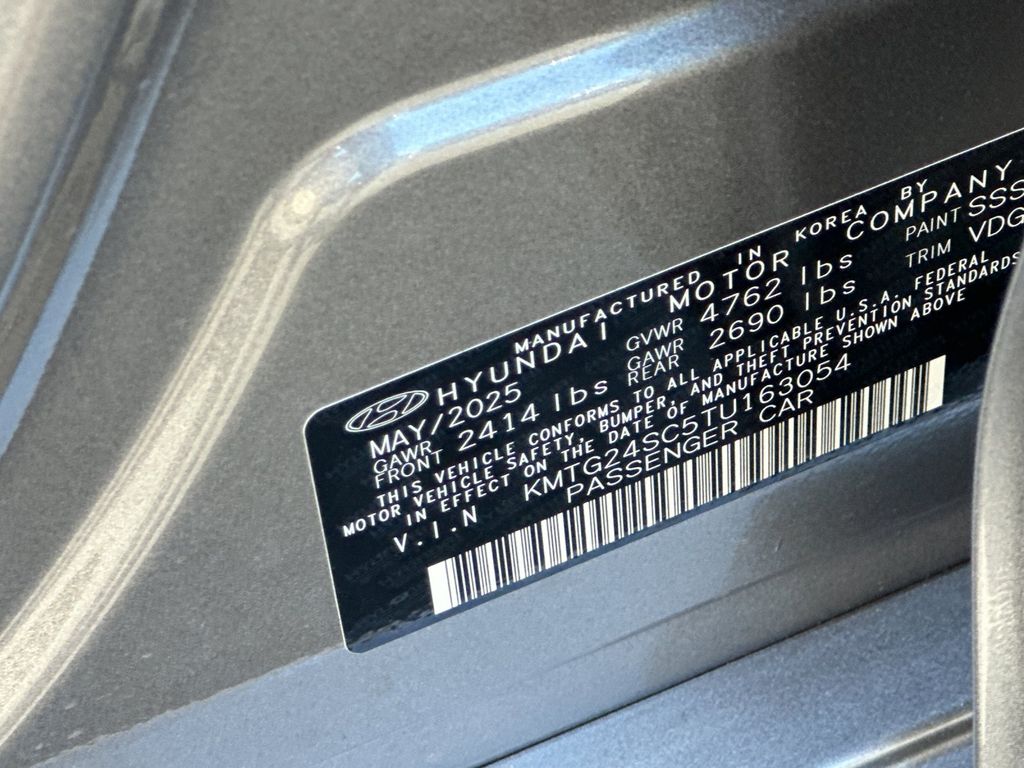 MANUFACTURED IN KOREA BY
HYUNDAI MOTOR COMPANY
MAY/2025 GVWR 4762 lbs PAINT SSS
GAWR FRONT 2414 lbs GAWR REAR 2690 lbs TRIM VDG
THIS VEHICLE CONFORMS TO ALL APPLICABLE U.S.A. FEDERAL
MOTOR VEHICLE SAFETY, BUMPER, AND THEFT PREVENTION STANDARDS
IN EFFECT ON THE DATE OF MANUFACTURE SHOWN ABOVE
V.I.N KMTG24SC5TU163054
PASSENGER CAR